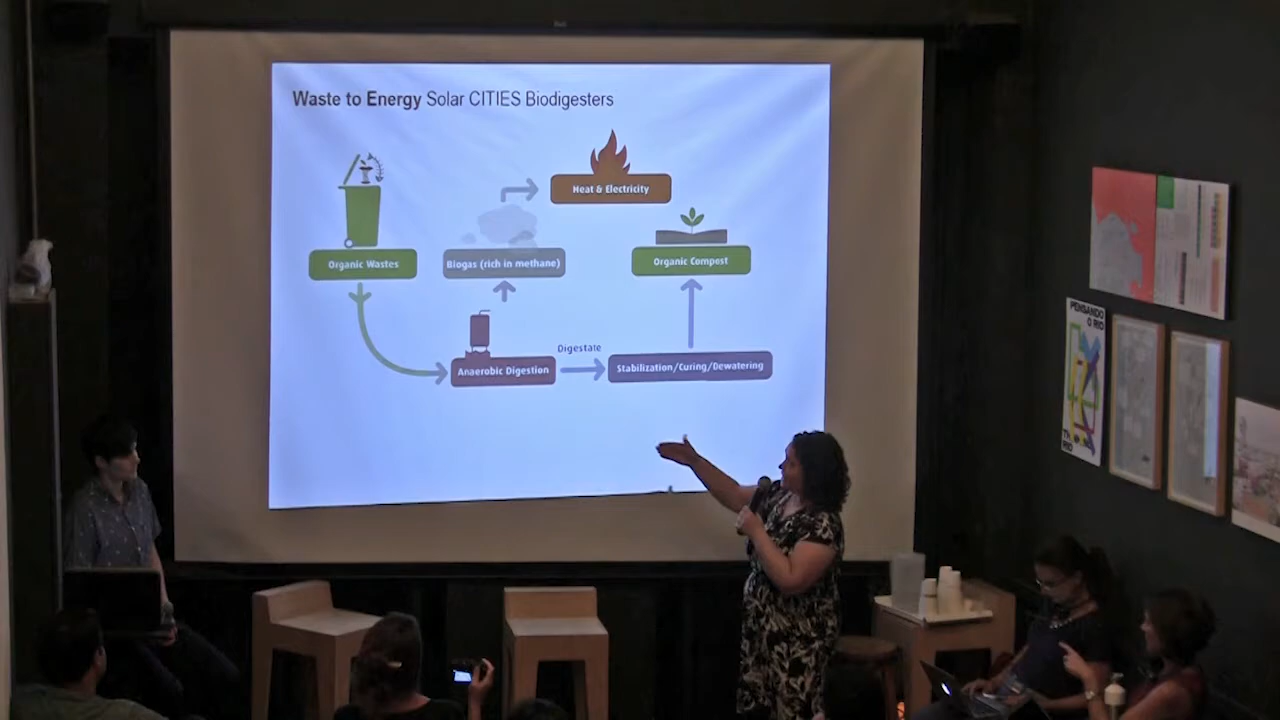 Waste to Energy Solar CITIES Biodigesters
Heat & Electricity
Organic Wastes
Biogas (rich in methane)
Organic Compost
Digestate
Anaerobic Digestion
Stabilization/Curing/Dewatering
PENSANDO
O RIO